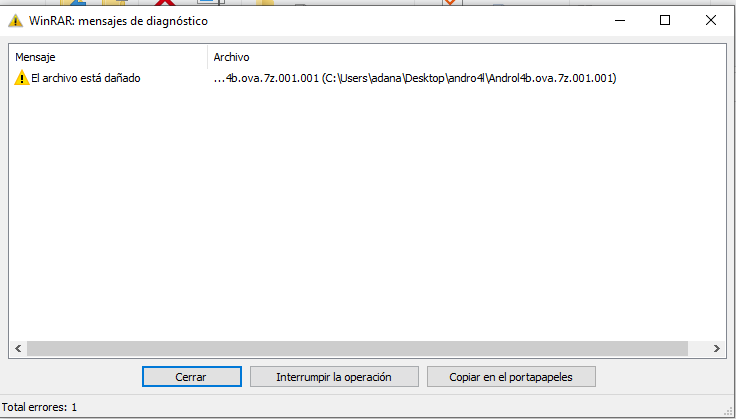 WinRAR: mensajes de diagnóstico
Mensaje Archivo
El archivo está dañado ...4b.ova.7z.001.001 (C:\Users\adana\Desktop\andro4l\Androl4b.ova.7z.001.001)
Cerrar Interrumpir la operación Copiar en el portapapeles
Total errores: 1